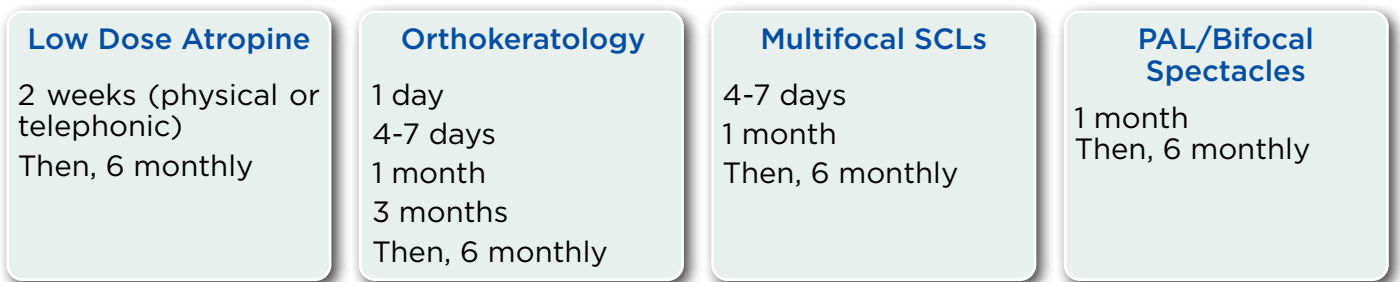 Low Dose Atropine
2 weeks (physical or
telephonic)
Then, 6 monthly
Orthokeratology
1 day
4-7 days
1 month
3 months
Then, 6 monthly
Multifocal SCLs
4-7 days
1 month
Then, 6 monthly
PAL/Bifocal
Spectacles
1 month
Then, 6 monthly